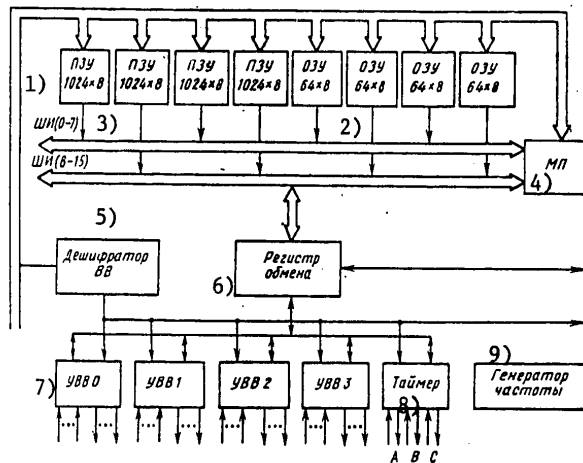 ПЗУ 1024×8 ПЗУ 1024×8 ПЗУ 1024×8 ПЗУ 1024×8 ОЗУ 64×8 ОЗУ 64×8 ОЗУ 64×8 ОЗУ 64×8
1)
ШИ(0-7) 3) 2)
ШИ(8-15)
МП
4)
5)
Дешифратор
ВВ
Регистр
обмена
6)
9)
7) УВВ 0 УВВ 1 УВВ 2 УВВ 3 Таймер
8)
Генератор
частоты
А В С